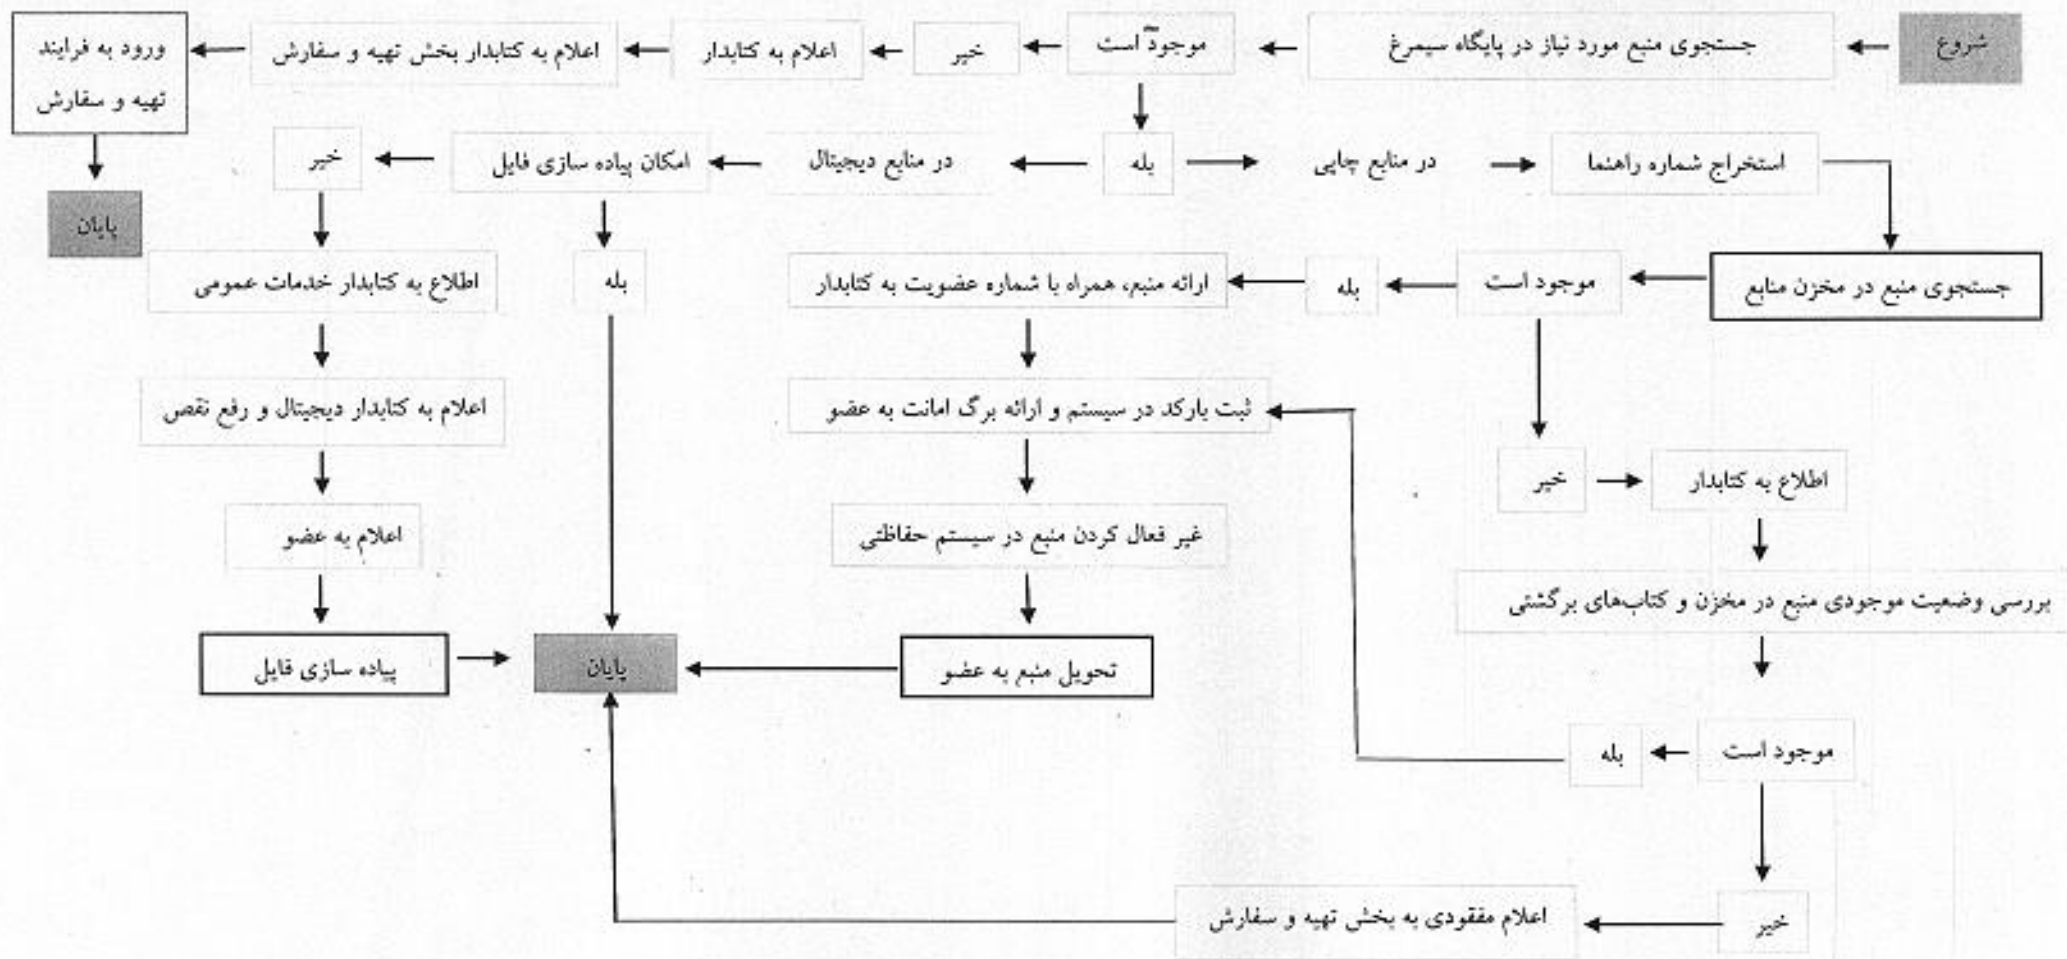 شروع
جستجوی منبع مورد نیاز در پایگاه سیمرغ
موجود است
خیر
اعلام به کتابدار
اعلام به کتابدار بخش تهیه و سفارش
ورود به فرایند
تهیه و سفارش
پایان
بله
در منابع چاپی
استخراج شماره راهنما
در منابع دیجیتال
امکان پیاده سازی فایل
خیر
جستجوی منبع در مخزن منابع
موجود است
بله
ارائه منبع، همراه با شماره عضویت به کتابدار
بله
اطلاع به کتابدار خدمات عمومی
ثبت بارکد در سیستم و ارائه برگ امانت به عضو
اعلام به کتابدار دیجیتال و رفع نقص
خیر
اطلاع به کتابدار
غیر فعال کردن منبع در سیستم حفاظتی
اعلام به عضو
بررسی وضعیت موجودی منبع در مخزن و کتاب‌های برگشتی
تحویل منبع به عضو
پایان
پیاده سازی فایل
موجود است
بله
خیر
اعلام مفقودی به بخش تهیه و سفارش